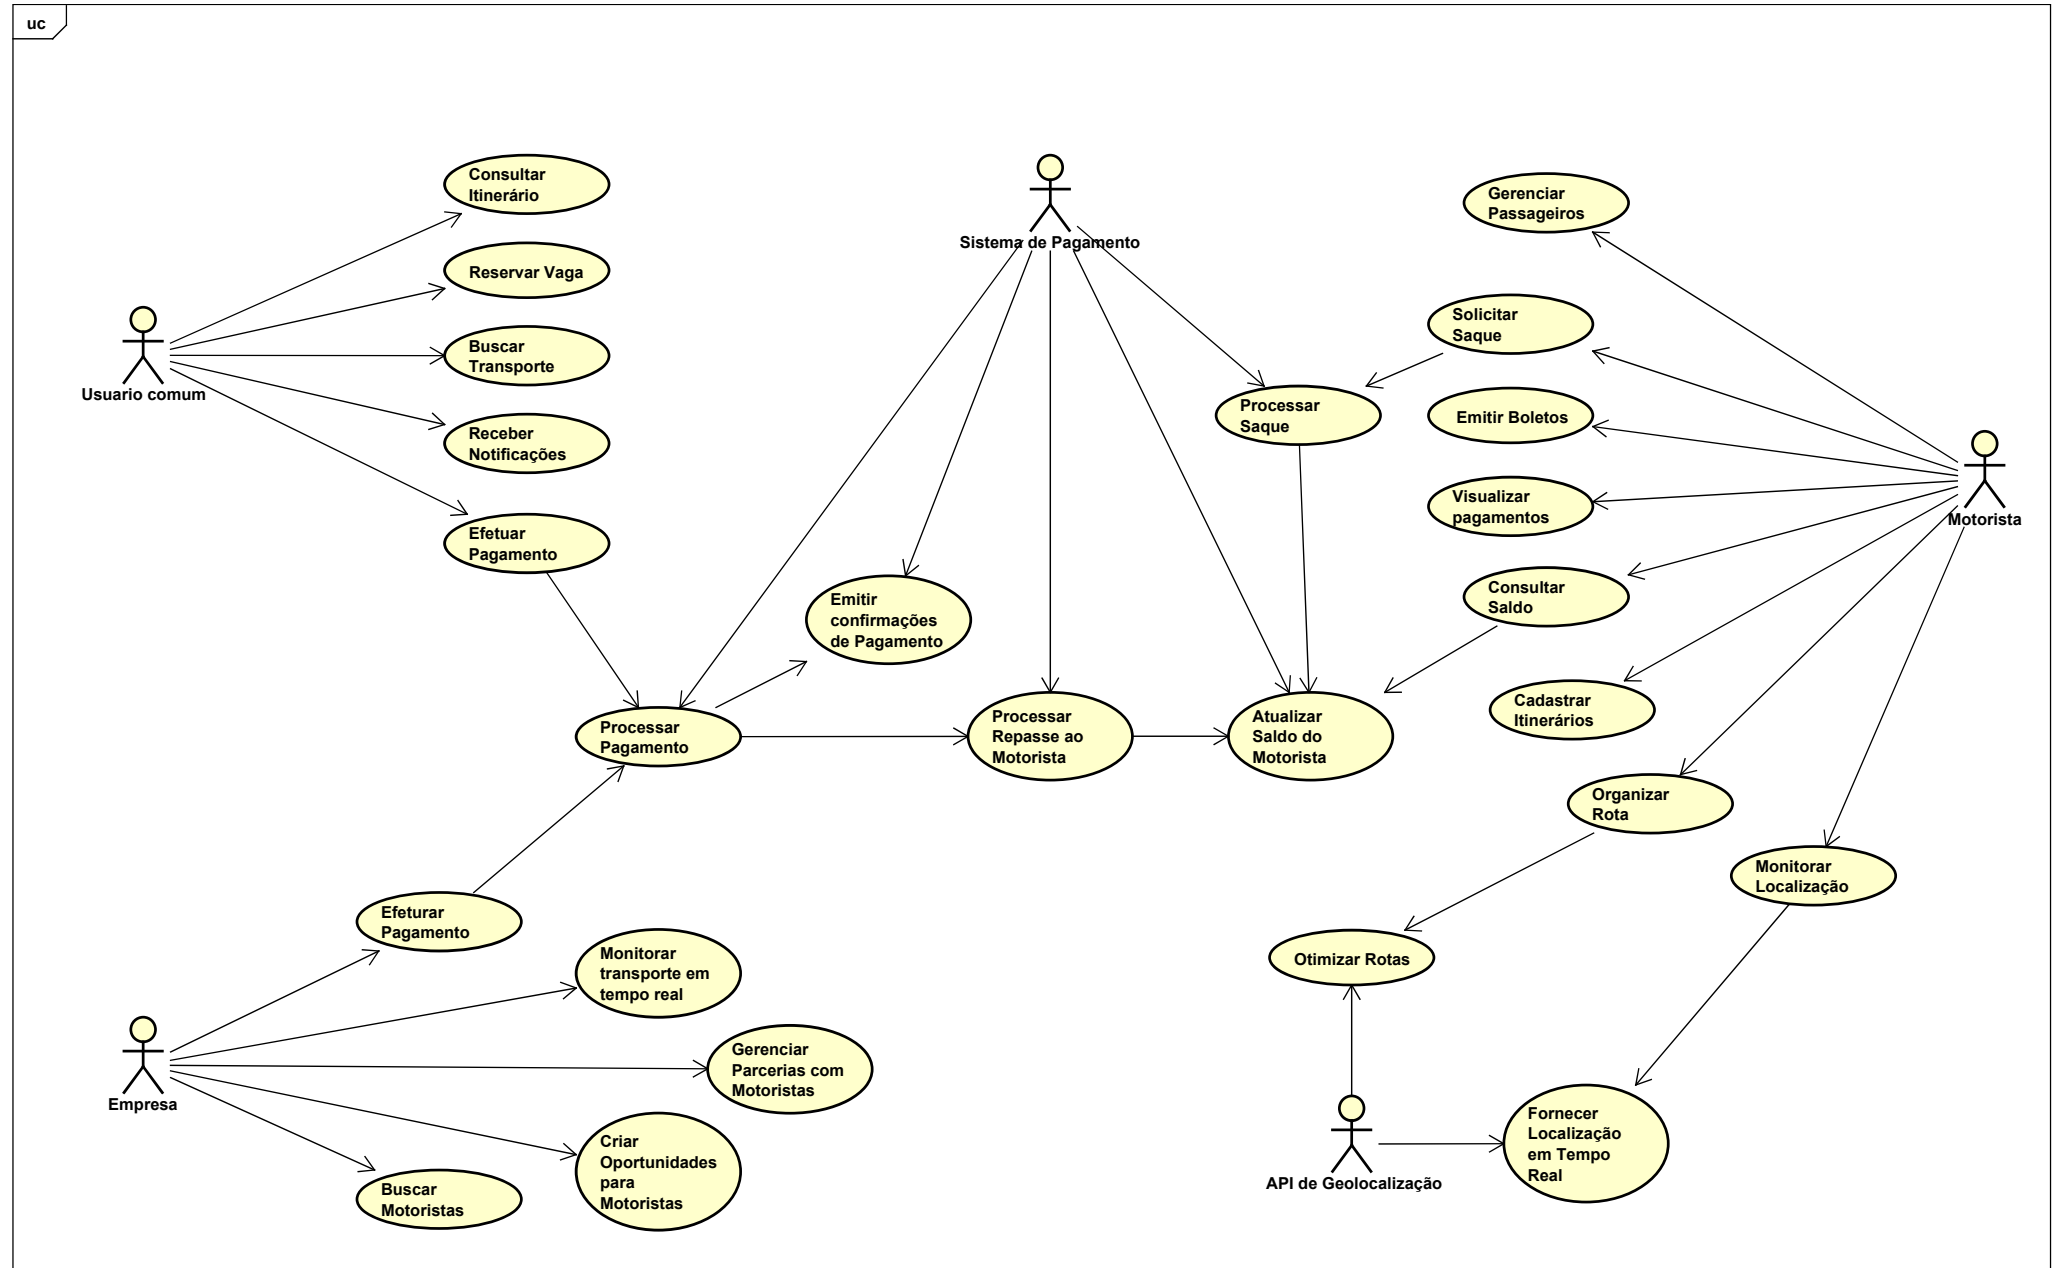 uc
Consultar
Itinerário
Reservar Vaga
Buscar
Transporte
Receber
Notificações
Efetuar
Pagamento
Usuario comum
Sistema de Pagamento
Gerenciar
Passageiros
Solicitar
Saque
Processar
Saque
Emitir Boletos
Visualizar
pagamentos
Motorista
Consultar
Saldo
Emitir
confirmações
de Pagamento
Cadastrar
Itinerários
Processar
Pagamento
Processar
Repasse ao
Motorista
Atualizar
Saldo do
Motorista
Organizar
Rota
Monitorar
Localização
Efeturar
Pagamento
Monitorar
transporte em
tempo real
Otimizar Rotas
Gerenciar
Parcerias com
Motoristas
Empresa
Criar
Oportunidades
para
Motoristas
Buscar
Motoristas
Fornecer
Localização
em Tempo
Real
API de Geolocalização